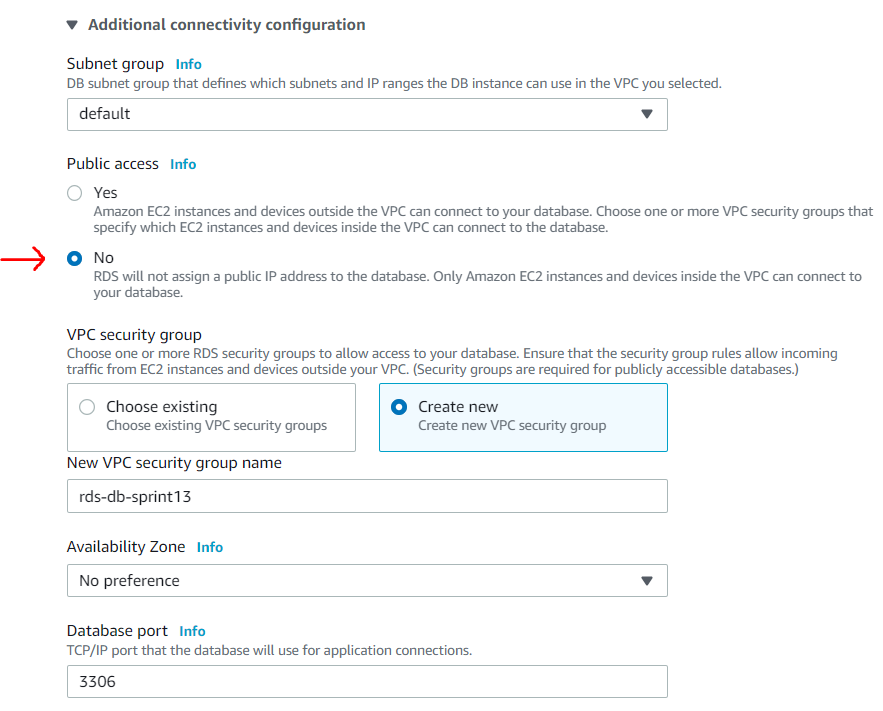 Additional connectivity configuration
Subnet group Info
DB subnet group that defines which subnets and IP ranges the DB instance can use in the VPC you selected.
default
Public access Info
Yes
Amazon EC2 instances and devices outside the VPC can connect to your database. Choose one or more VPC security groups that
specify which EC2 instances and devices inside the VPC can connect to the database.
No
RDS will not assign a public IP address to the database. Only Amazon EC2 instances and devices inside the VPC can connect to
your database.
VPC security group
Choose one or more RDS security groups to allow access to your database. Ensure that the security group rules allow incoming
traffic from EC2 instances and devices outside your VPC. (Security groups are required for publicly accessible databases.)
Choose existing
Choose existing VPC security groups
Create new
Create new VPC security group
New VPC security group name
rds-db-sprint13
Availability Zone Info
No preference
Database port Info
TCP/IP port that the database will use for application connections.
3306